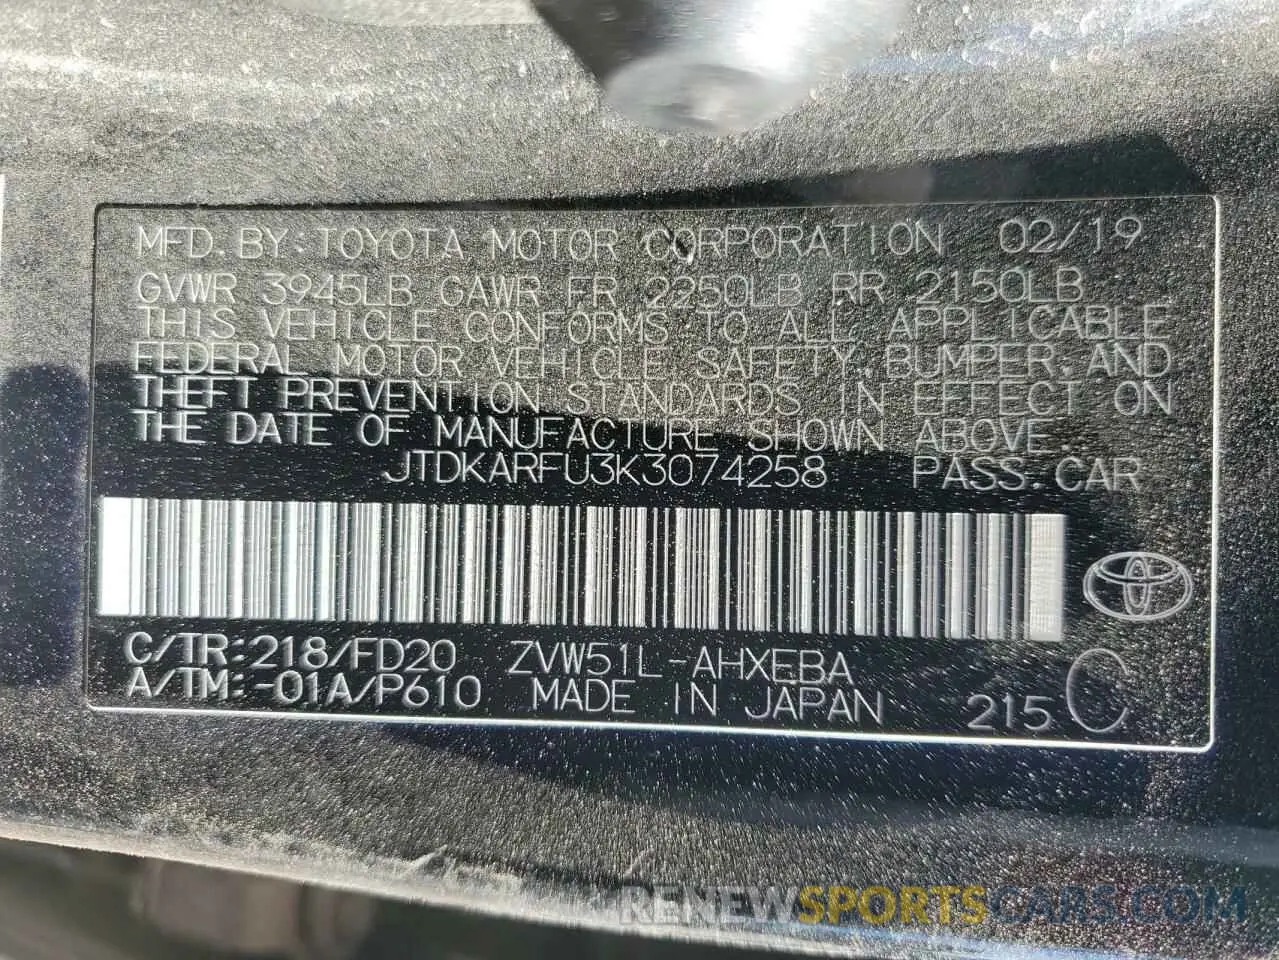 MFD. BY: TOYOTA MOTOR CORPORATION 02/19
GVWR 3945LB GAWR FR 2250LB RR 2150LB
THIS VEHICLE CONFORMS TO ALL APPLICABLE
FEDERAL MOTOR VEHICLE SAFETY, BUMPER, AND
THEFT PREVENTION STANDARDS IN EFFECT ON
THE DATE OF MANUFACTURE SHOWN ABOVE.
JTDKARFU3K3074258 PASS. CAR
C/TR: 218/FD20 ZVW51L-AHXEBA
A/TM: -01A/P610 MADE IN JAPAN 215 C
RENEWSPORTSCARS.COM